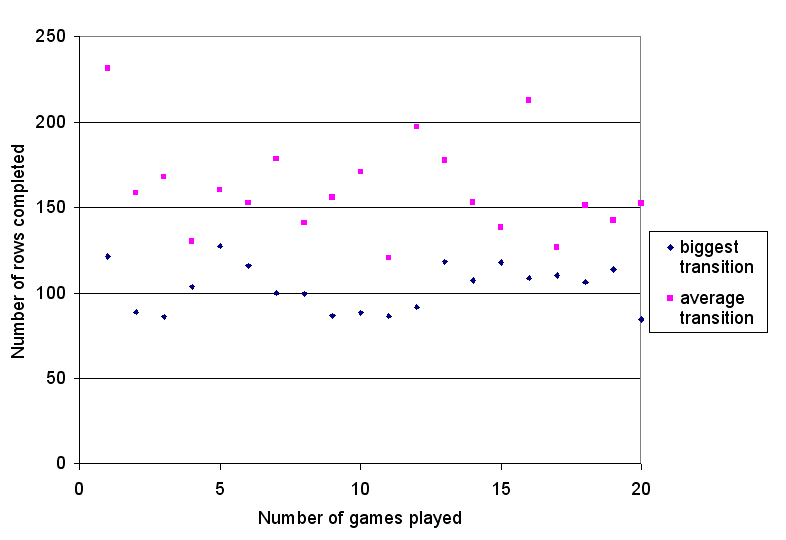 250
200
150
100
50
0
Number of rows completed
0 5 10 15 20
Number of games played
biggest
transition
average
transition